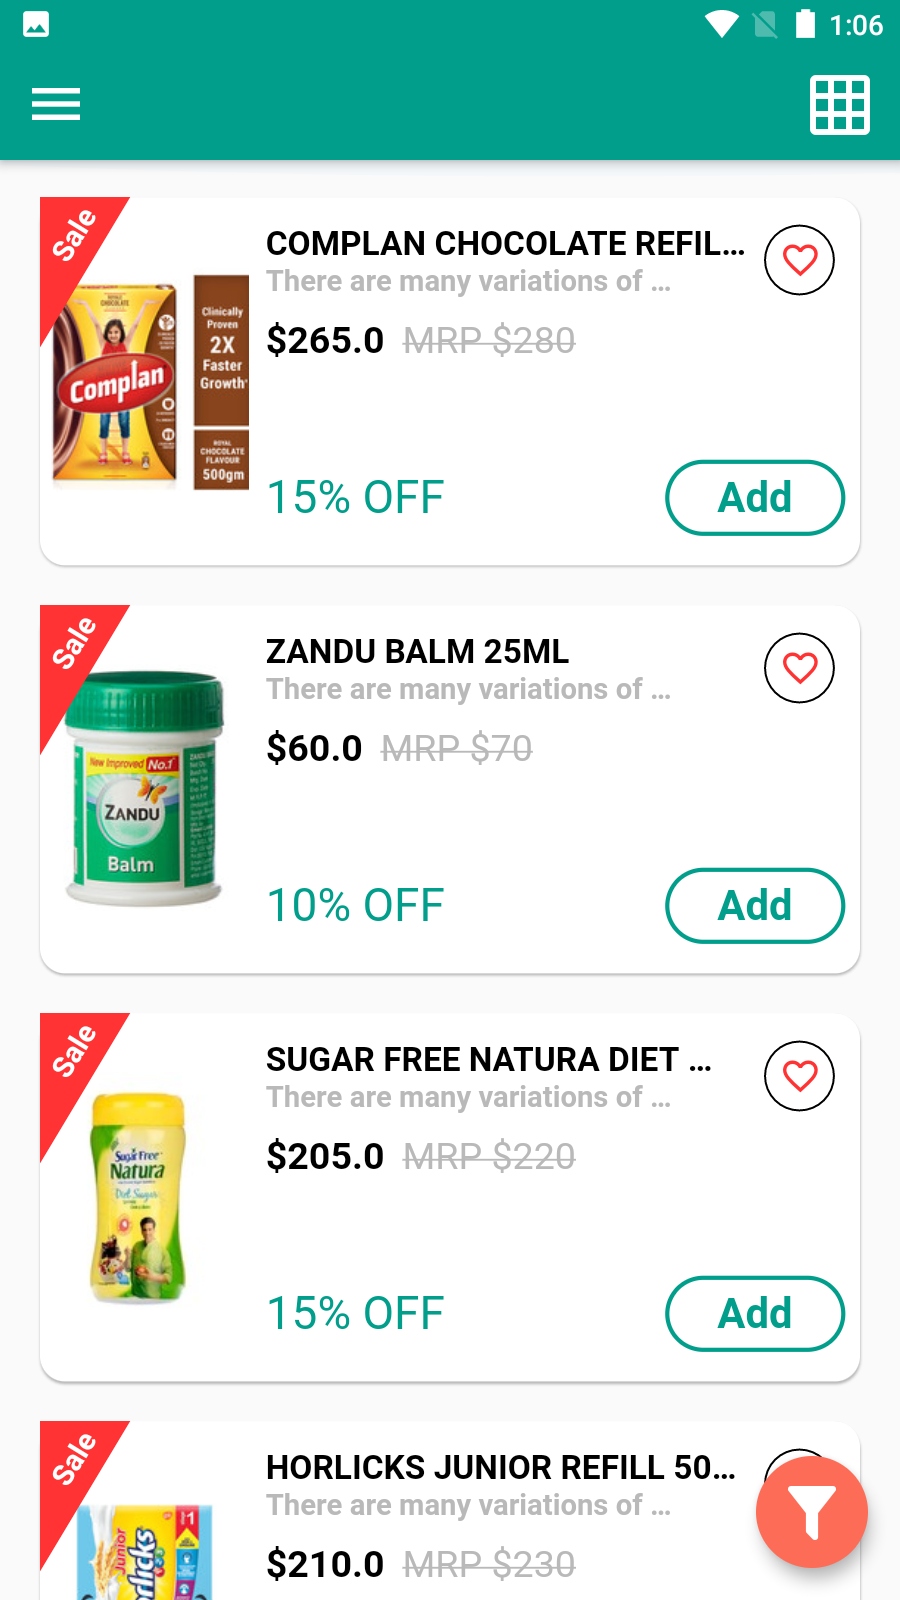 1:06
Sale
COMPLAN CHOCOLATE REFIL...
There are many variations of ...
$265.0 MRP $280
ROYALE
CHOCOLATE
Complan
Clinically
Proven
2X
Faster
Growth*
ROYAL
CHOCOLATE
FLAVOUR
500gm
15% OFF
Add
Sale
ZANDU BALM 25ML
There are many variations of ...
$60.0 MRP $70
New Improved No.1
ZANDU
Balm
10% OFF
Add
Sale
SUGAR FREE NATURA DIET ...
There are many variations of ...
$205.0 MRP $220
Sugar Free
Natura
Diet Sugar
15% OFF
Add
Sale
HORLICKS JUNIOR REFILL 50...
There are many variations of ...
$210.0 MRP $230
Junior
rlicks
1